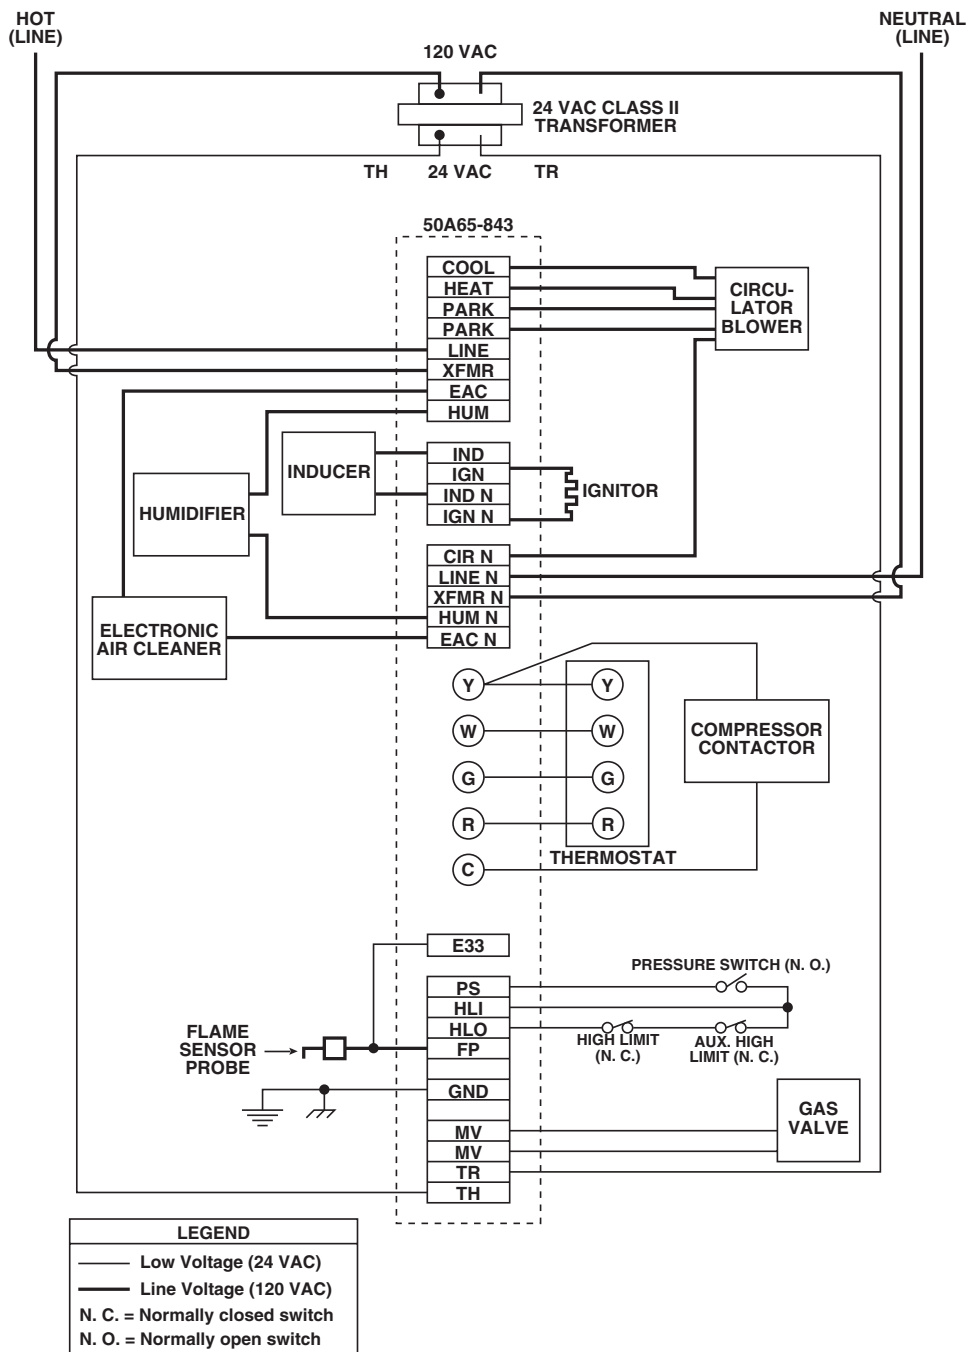 HOT
(LINE)
NEUTRAL
(LINE)
120 VAC
24 VAC CLASS II
TRANSFORMER
TH 24 VAC TR
50A65-843
COOL
HEAT
PARK
PARK
LINE
XFMR
EAC
HUM
CIRCU-
LATOR
BLOWER
IND
IGN
IND N
IGN N
INDUCER
IGNITOR
HUMIDIFIER
CIR N
LINE N
XFMR N
HUM N
EAC N
ELECTRONIC
AIR CLEANER
Y Y
W W
G G
R R
C
THERMOSTAT
COMPRESSOR
CONTACTOR
E33
PRESSURE SWITCH (N. O.)
PS
HLI
HLO
FP
GND
MV
MV
TR
TH
HIGH LIMIT
(N. C.)
AUX. HIGH
LIMIT (N. C.)
FLAME
SENSOR
PROBE
GAS
VALVE
LEGEND
Low Voltage (24 VAC)
Line Voltage (120 VAC)
N. C. = Normally closed switch
N. O. = Normally open switch